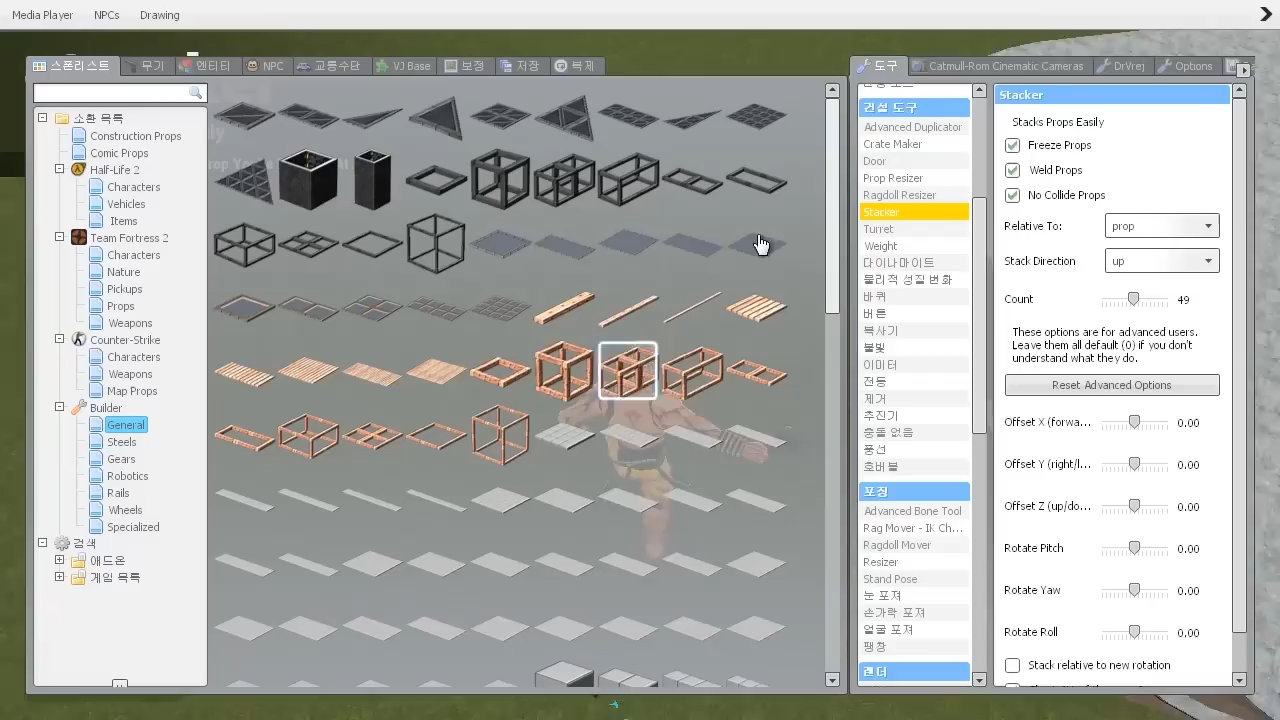 Media Player NPCs Drawing
스폰리스트 무기 엔티티 NPC 교통수단 VJ Base 보정 저장 복제
소환 목록
Construction Props
Comic Props
Half-Life 2
Characters
Vehicles
Items
Team Fortress 2
Characters
Nature
Pickups
Props
Weapons
Counter-Strike
Characters
Weapons
Map Props
Builder
General
Steels
Gears
Robotics
Rails
Wheels
Specialized
검색
애드온
게임 목록
도구 Catmull-Rom Cinematic Cameras DrVrej Options
건설 도구
Advanced Duplicator
Crate Maker
Door
Prop Resizer
Ragdoll Resizer
Stacker
Turret
Weight
다이나마이트
물리적 성질 변화
바퀴
버튼
복사기
불빛
이미터
전등
제거
추진기
충돌 없음
풍선
호버볼
포징
Advanced Bone Tool
Rag Mover - IK Ch...
Ragdoll Mover
Resizer
Stand Pose
눈 포져
손가락 포져
얼굴 포져
팽창
렌더
Stacker
Stacks Props Easily
Freeze Props
Weld Props
No Collide Props
Relative To: prop
Stack Direction up
Count 49
These options are for advanced users.
Leave them all default (0) if you don't
understand what they do.
Reset Advanced Options
Offset X (forwa... 0.00
Offset Y (right/l... 0.00
Offset Z (up/do... 0.00
Rotate Pitch 0.00
Rotate Yaw 0.00
Rotate Roll 0.00
Stack relative to new rotation